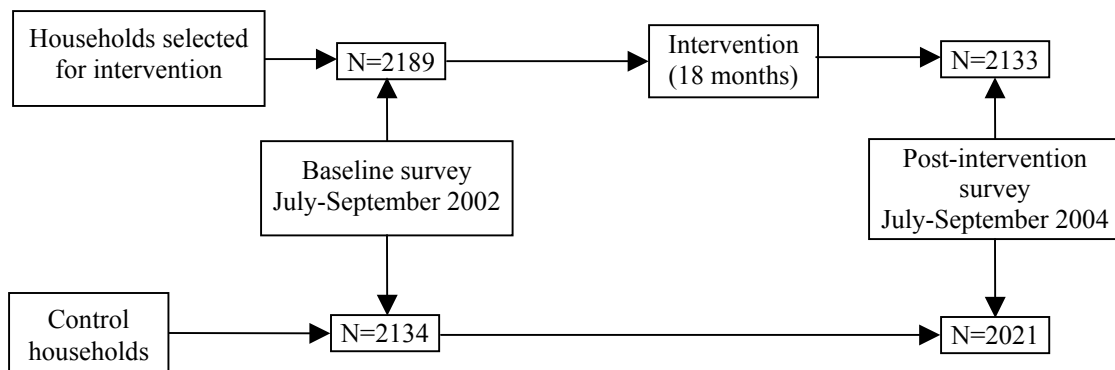 Households selected
for intervention
N=2189
Intervention
(18 months)
N=2133
Baseline survey
July-September 2002
Post-intervention
survey
July-September 2004
Control
households
N=2134
N=2021